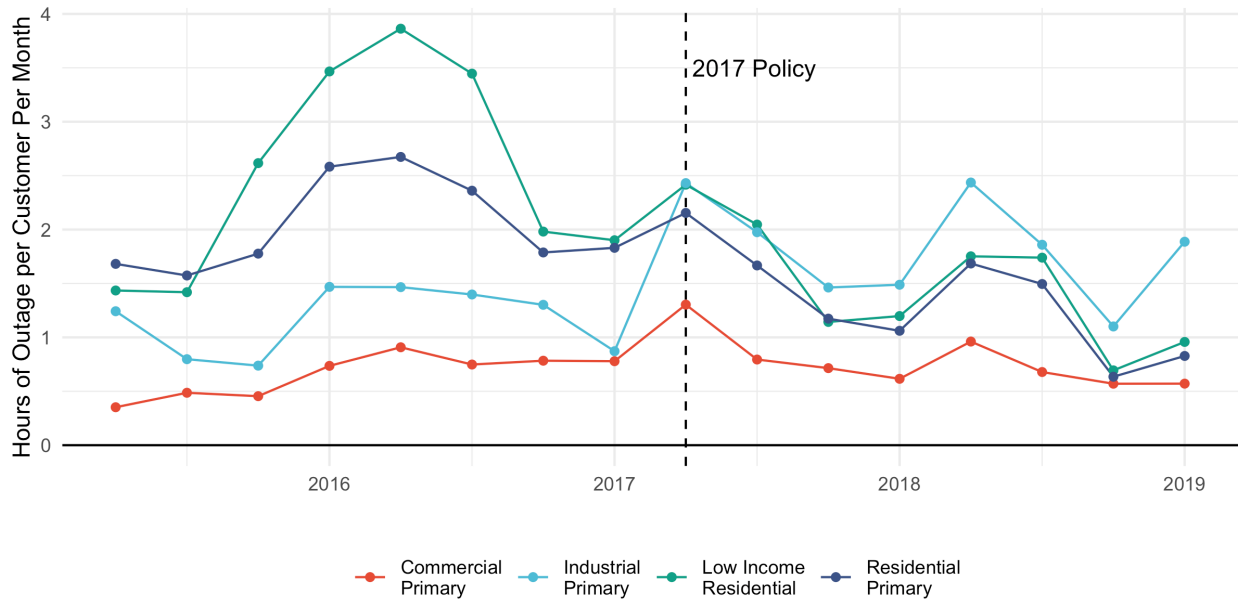 Hours of Outage per Customer Per Month
4
3
2
1
0
2017 Policy
2016
2017
2018
2019
Commercial
Primary
Industrial
Primary
Low Income
Residential
Residential
Primary